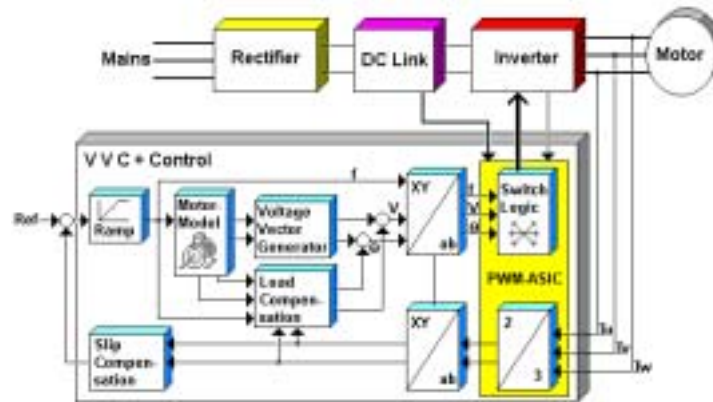 Mains
Rectifier
DC Link
Inverter
Motor
V V C + Control
Ref
Ramp
Motor-
Model
Voltage
Vector
Generator
Load
Compen-
sation
Slip
Compen-
sation
f
V
θ
XY
ab
XY
ab
f
V
θ
Switch
Logic
PWM-ASIC
2
3
Iu
Iv
Iw